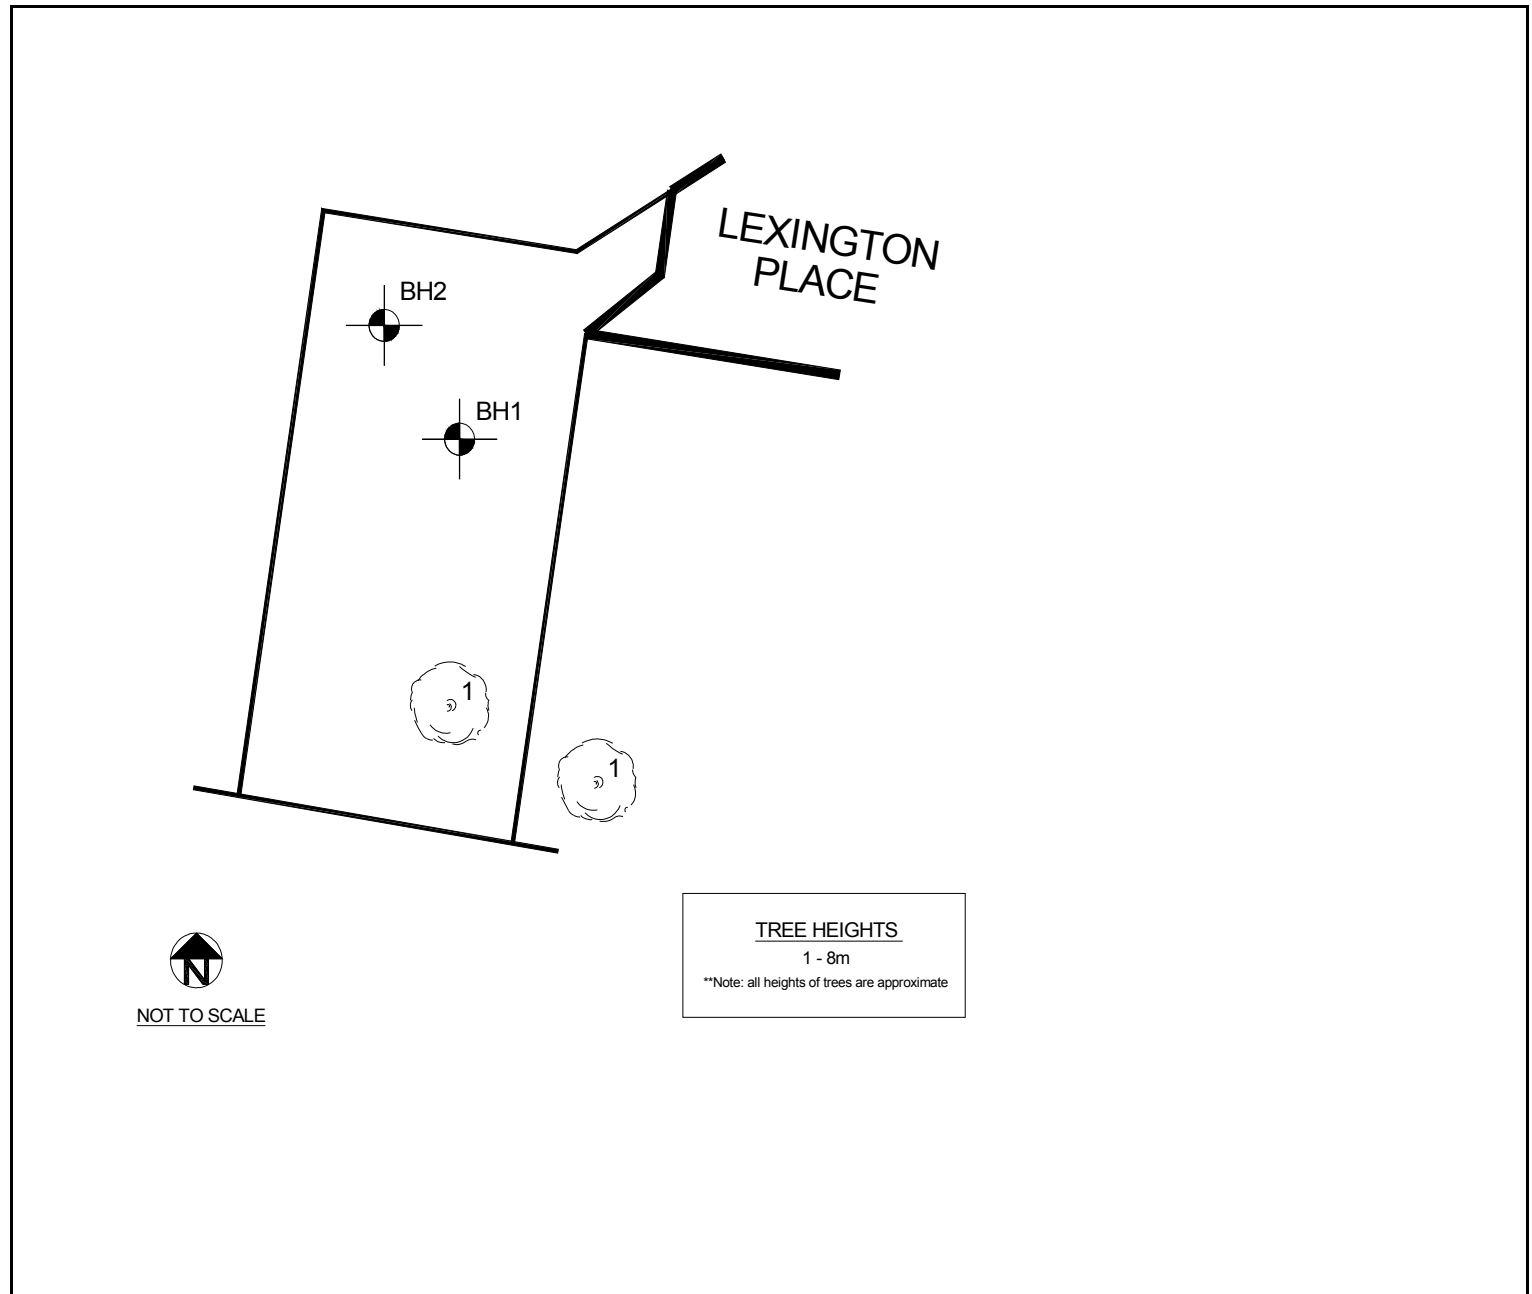 LEXINGTON
PLACE
BH2
BH1
1
1
TREE HEIGHTS
1 - 8m
**Note: all heights of trees are approximate
N
NOT TO SCALE